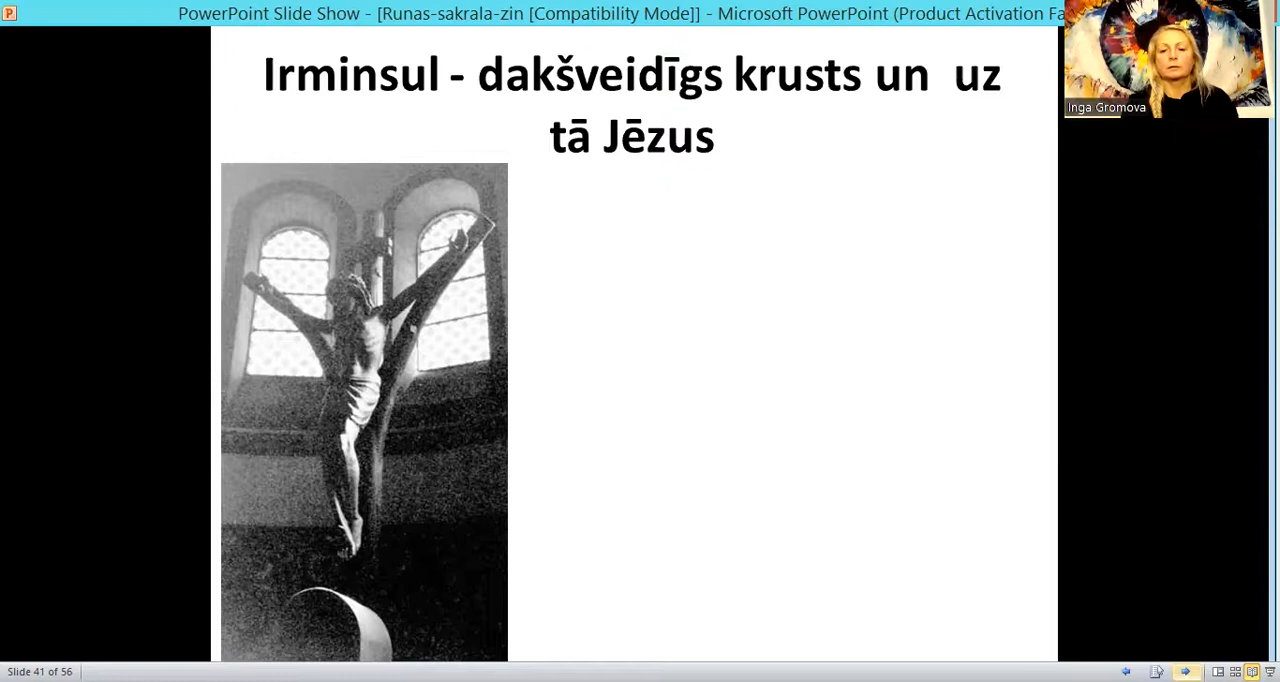 PowerPoint Slide Show - [Runas-sakrala-zin [Compatibility Mode]] - Microsoft PowerPoint (Product Activation Fa
Irminsul - dakšveidīgs krusts un uz
tā Jēzus
Inga Gromova
Slide 41 of 56